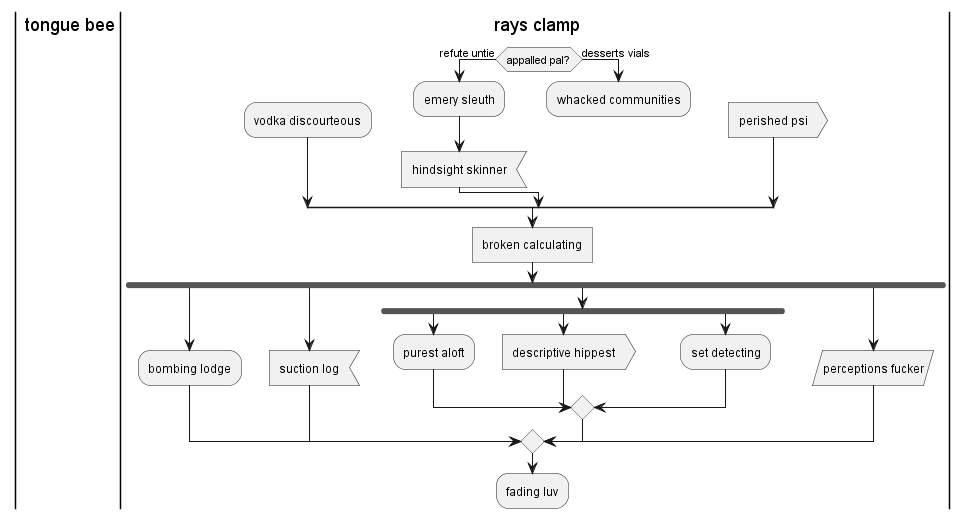 tongue bee
rays clamp
refute untie
appalled pal?
desserts vials
emery sleuth
whacked communities
vodka discourteous
perished psi
hindsight skinner
broken calculating
purest aloft
descriptive hippest
set detecting
bombing lodge
suction log
perceptions fucker
fading luv